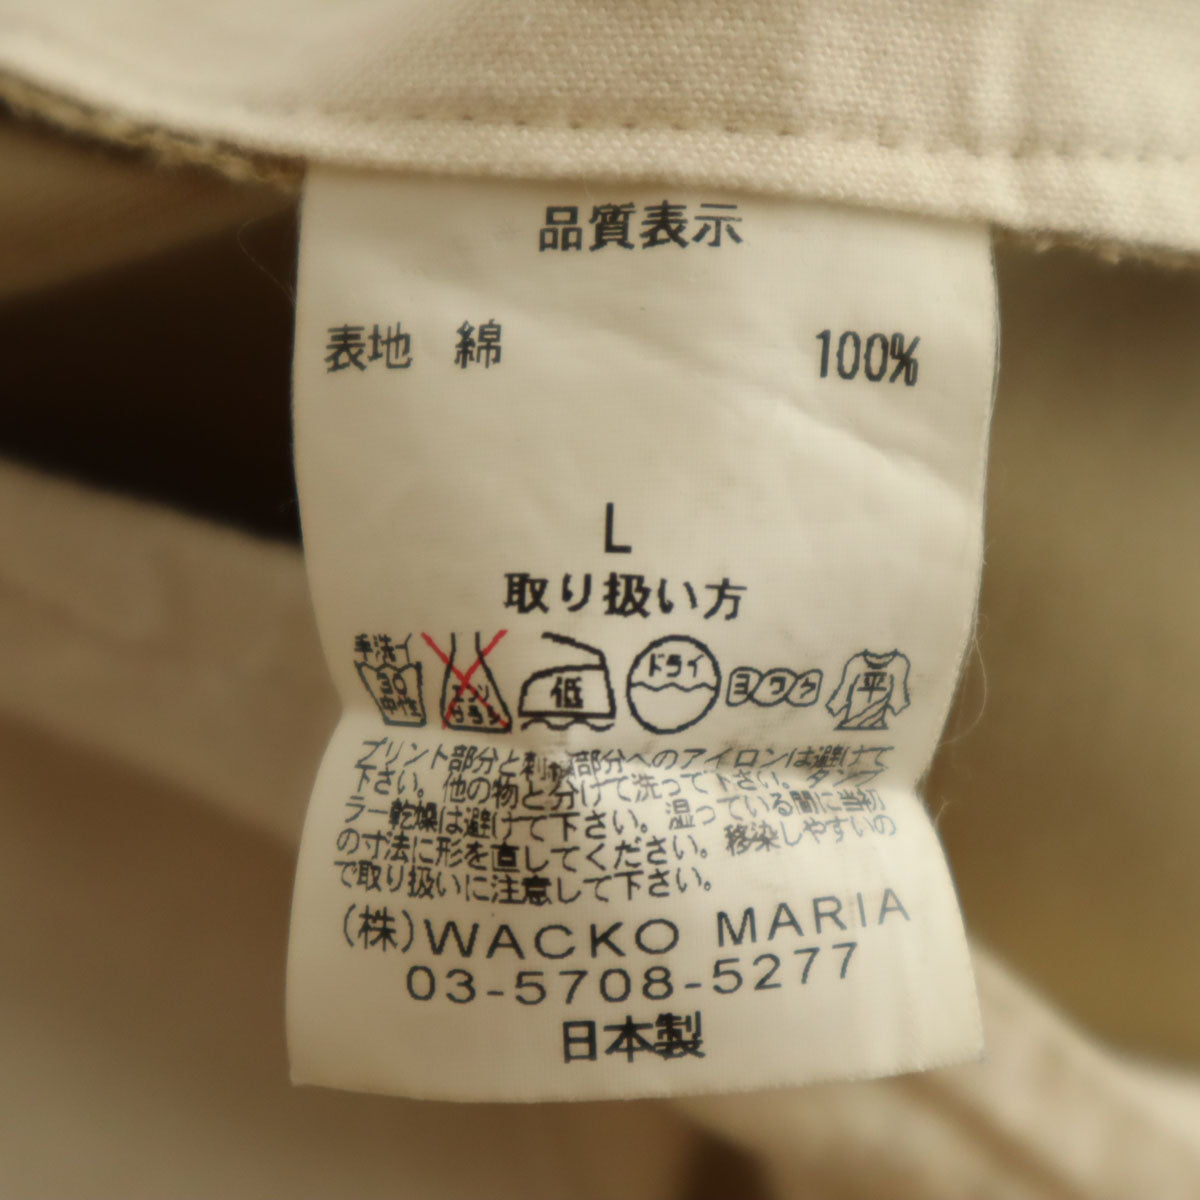 品質表示
表地 綿 100%
L
取り扱い方
手洗イ 30 中性 エンソ サラシ 低 ドライ ヨワク 平
プリント部分と刺繍部分へのアイロンは避けて
下さい。他の物と分けて洗って下さい。タンブ
ラー乾燥は避けて下さい。湿っている間に当初
の寸法に形を直してください。移染しやすいの
で取り扱いに注意して下さい。
(株)WACKO MARIA
03-5708-5277
日本製